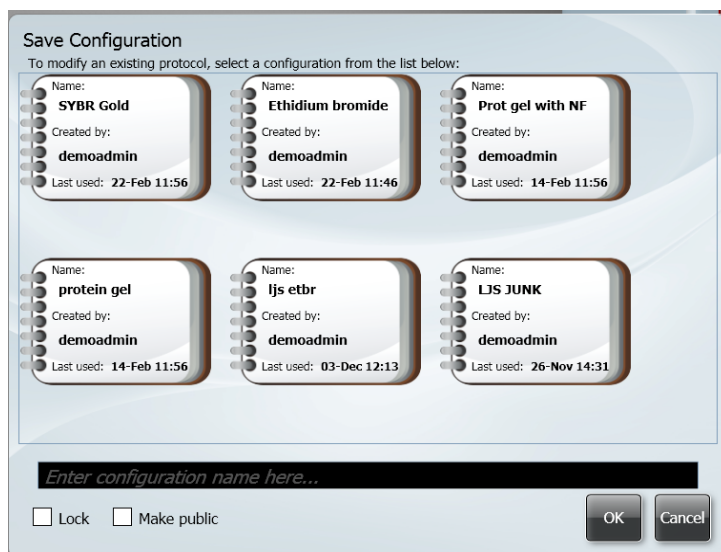 Save Configuration
To modify an existing protocol, select a configuration from the list below:
Name:
SYBR Gold
Created by:
demoadmin
Last used: 22-Feb 11:56
Name:
Ethidium bromide
Created by:
demoadmin
Last used: 22-Feb 11:46
Name:
Prot gel with NF
Created by:
demoadmin
Last used: 14-Feb 11:56
Name:
protein gel
Created by:
demoadmin
Last used: 14-Feb 11:56
Name:
ljs etbr
Created by:
demoadmin
Last used: 03-Dec 12:13
Name:
LJS JUNK
Created by:
demoadmin
Last used: 26-Nov 14:31
Enter configuration name here...
Lock Make public OK Cancel